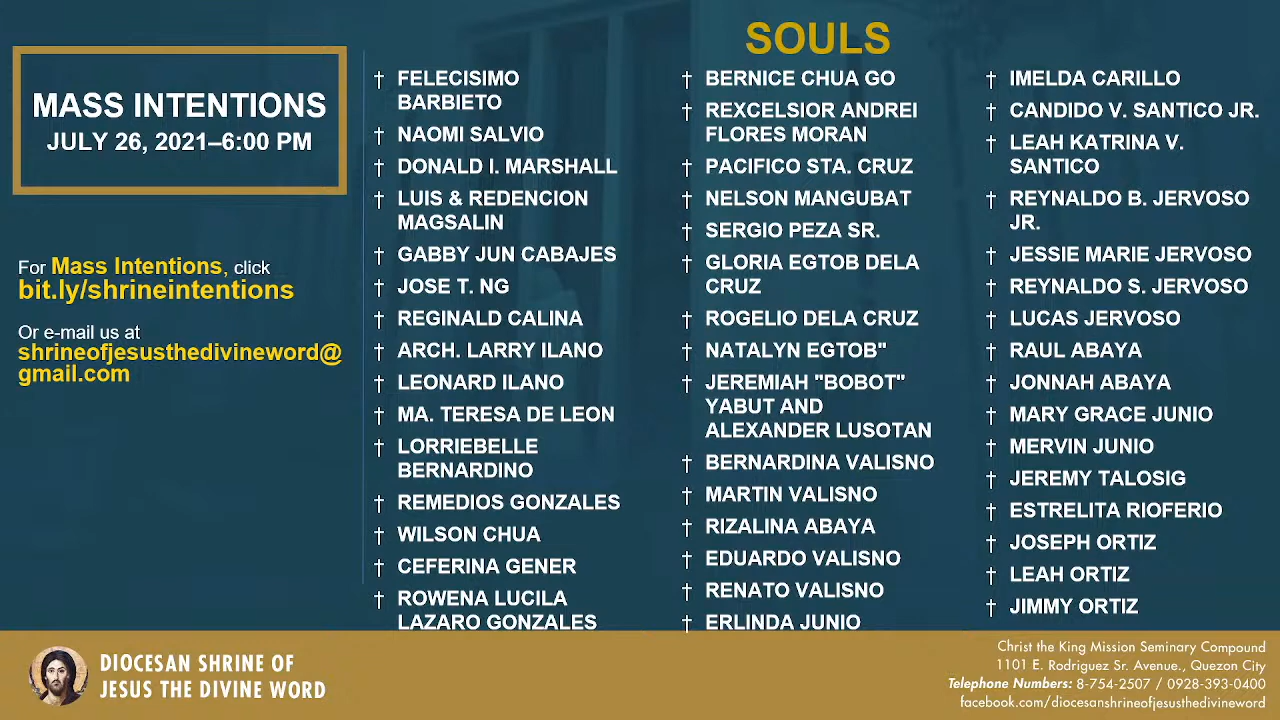 MASS INTENTIONS
JULY 26, 2021–6:00 PM
For Mass Intentions, click
bit.ly/shrineintentions
Or e-mail us at
shrineofjesusthedivineword@
gmail.com
SOULS
† FELECISIMO
BARBIETO
† NAOMI SALVIO
† DONALD I. MARSHALL
† LUIS & REDENCION
MAGSALIN
† GABBY JUN CABAJES
† JOSE T. NG
† REGINALD CALINA
† ARCH. LARRY ILANO
† LEONARD ILANO
† MA. TERESA DE LEON
† LORRIEBELLE
BERNARDINO
† REMEDIOS GONZALES
† WILSON CHUA
† CEFERINA GENER
† ROWENA LUCILA
LAZARO GONZALES
† BERNICE CHUA GO
† REXCELSIOR ANDREI
FLORES MORAN
† PACIFICO STA. CRUZ
† NELSON MANGUBAT
† SERGIO PEZA SR.
† GLORIA EGTOB DELA
CRUZ
† ROGELIO DELA CRUZ
† NATALYN EGTOB"
† JEREMIAH "BOBOT"
YABUT AND
ALEXANDER LUSOTAN
† BERNARDINA VALISNO
† MARTIN VALISNO
† RIZALINA ABAYA
† EDUARDO VALISNO
† RENATO VALISNO
† ERLINDA JUNIO
† IMELDA CARILLO
† CANDIDO V. SANTICO JR.
† LEAH KATRINA V.
SANTICO
† REYNALDO B. JERVOSO
JR.
† JESSIE MARIE JERVOSO
† REYNALDO S. JERVOSO
† LUCAS JERVOSO
† RAUL ABAYA
† JONNAH ABAYA
† MARY GRACE JUNIO
† MERVIN JUNIO
† JEREMY TALOSIG
† ESTRELITA RIOFERIO
† JOSEPH ORTIZ
† LEAH ORTIZ
† JIMMY ORTIZ
DIOCESAN SHRINE OF
JESUS THE DIVINE WORD
Christ the King Mission Seminary Compound
1101 E. Rodriguez Sr. Avenue., Quezon City
Telephone Numbers: 8-754-2507 / 0928-393-0400
facebook.com/diocesanshrineofjesusthedivineword